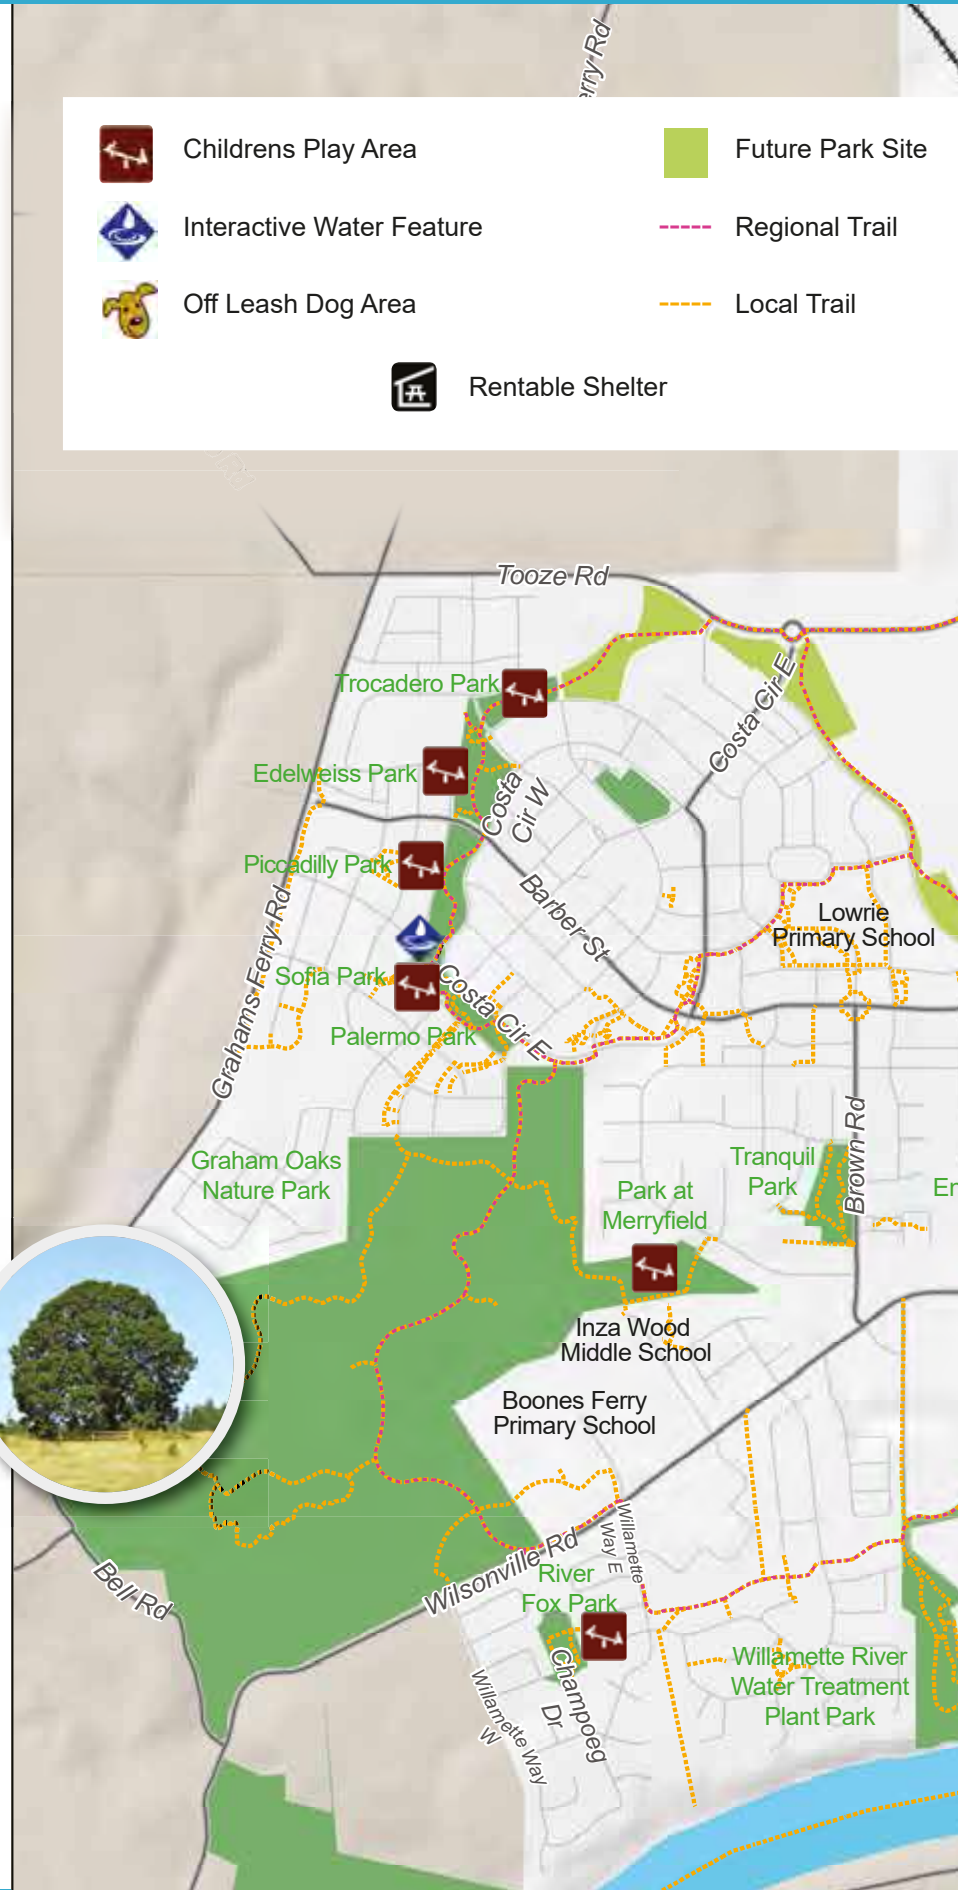 erry Rd
Childrens Play Area
Future Park Site
Interactive Water Feature
Regional Trail
Off Leash Dog Area
Local Trail
Rentable Shelter
Tooze Rd
Trocadero Park
Costa Cir E
Edelweiss Park
Costa
Cir W
Piccadilly Park
Barber St
Grahams Ferry Rd
Lowrie
Primary School
Sofia Park
Costa Cir E
Palermo Park
Brown Rd
Graham Oaks
Nature Park
Tranquil
Park
Park at
Merryfield
En
Inza Wood
Middle School
Boones Ferry
Primary School
Willamette
Way E
Wilsonville Rd
Bell Rd
River
Fox Park
Champoeg
Dr
Willamette Way
W
Willamette River
Water Treatment
Plant Park